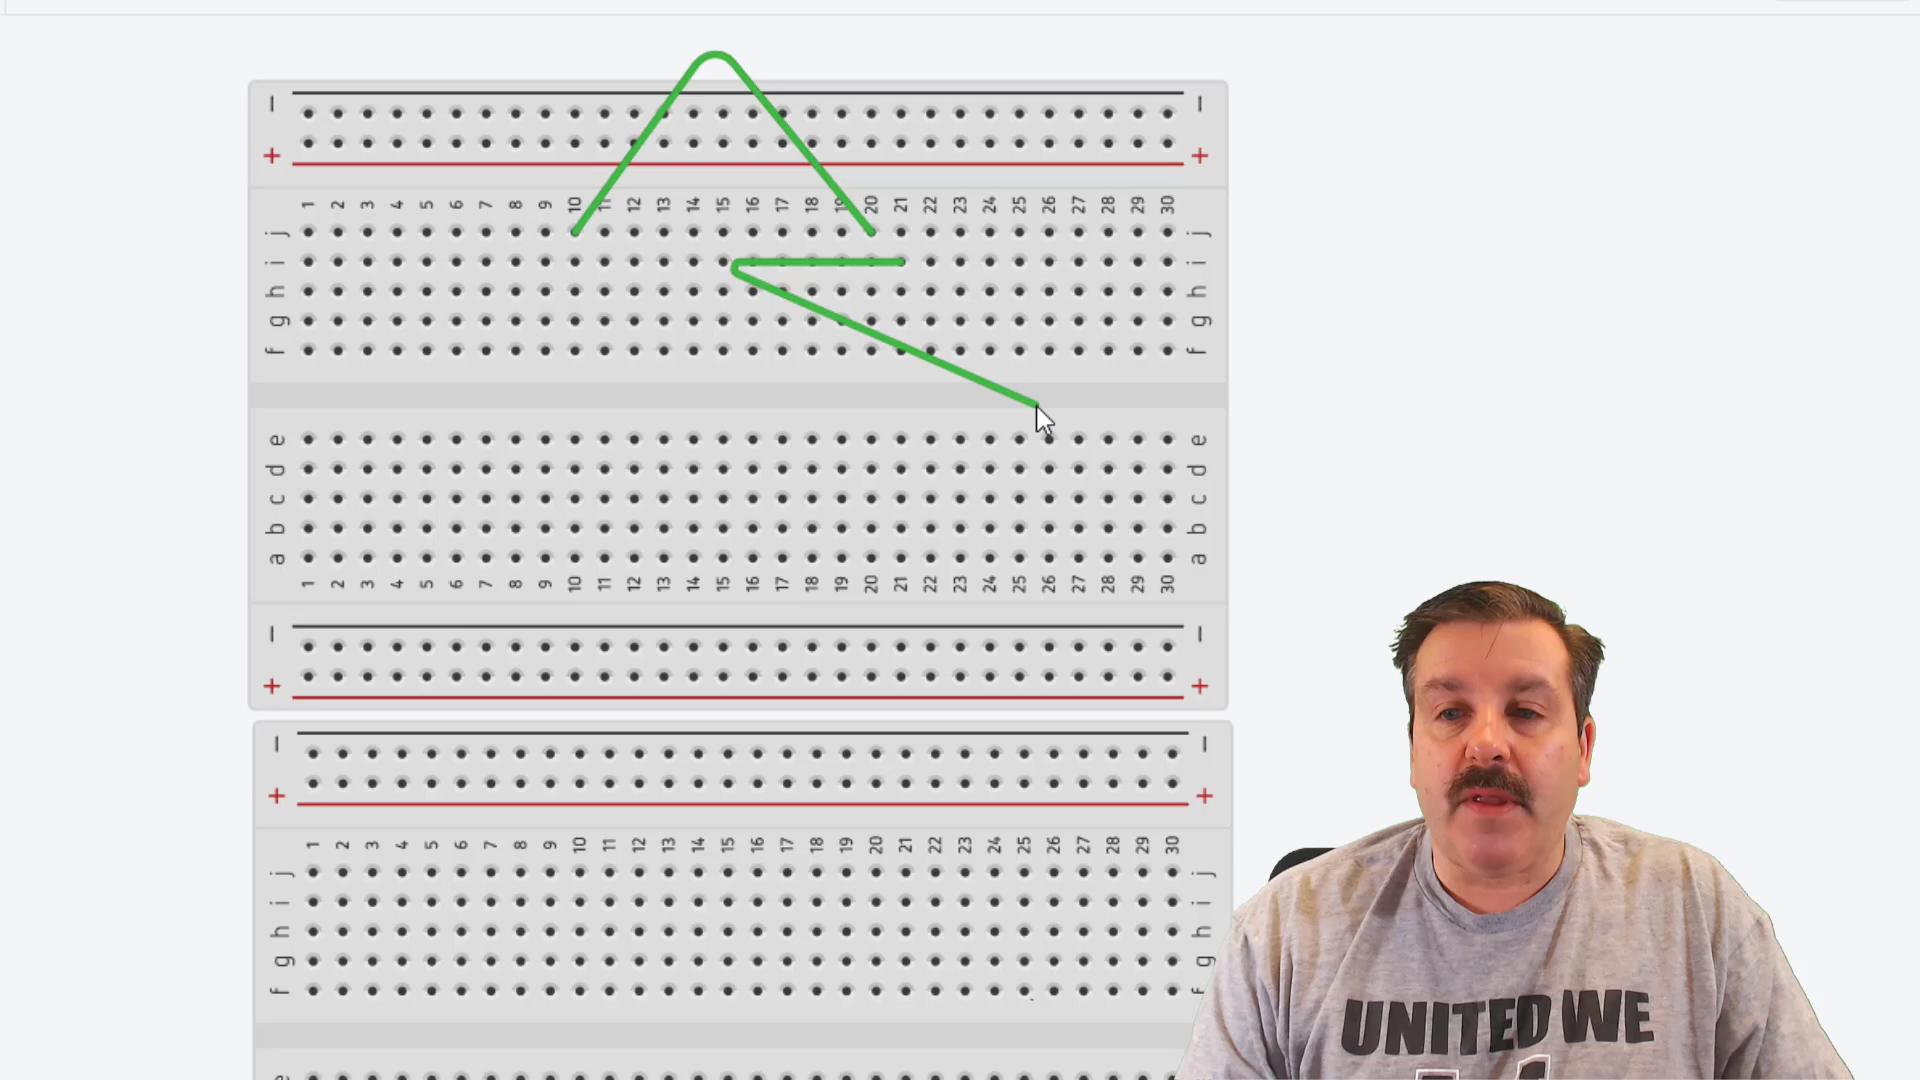 − −
+ +
1 2 3 4 5 6 7 8 9 10 11 12 13 14 15 16 17 18 19 20 21 22 23 24 25 26 27 28 29 30
j j
i i
h h
g g
f f
e e
d d
c c
b b
a a
1 2 3 4 5 6 7 8 9 10 11 12 13 14 15 16 17 18 19 20 21 22 23 24 25 26 27 28 29 30
− −
+ +
− −
+ +
1 2 3 4 5 6 7 8 9 10 11 12 13 14 15 16 17 18 19 20 21 22 23 24 25 26 27 28 29 30
j j
i i
h h
g g
f f
e
UNITED WE